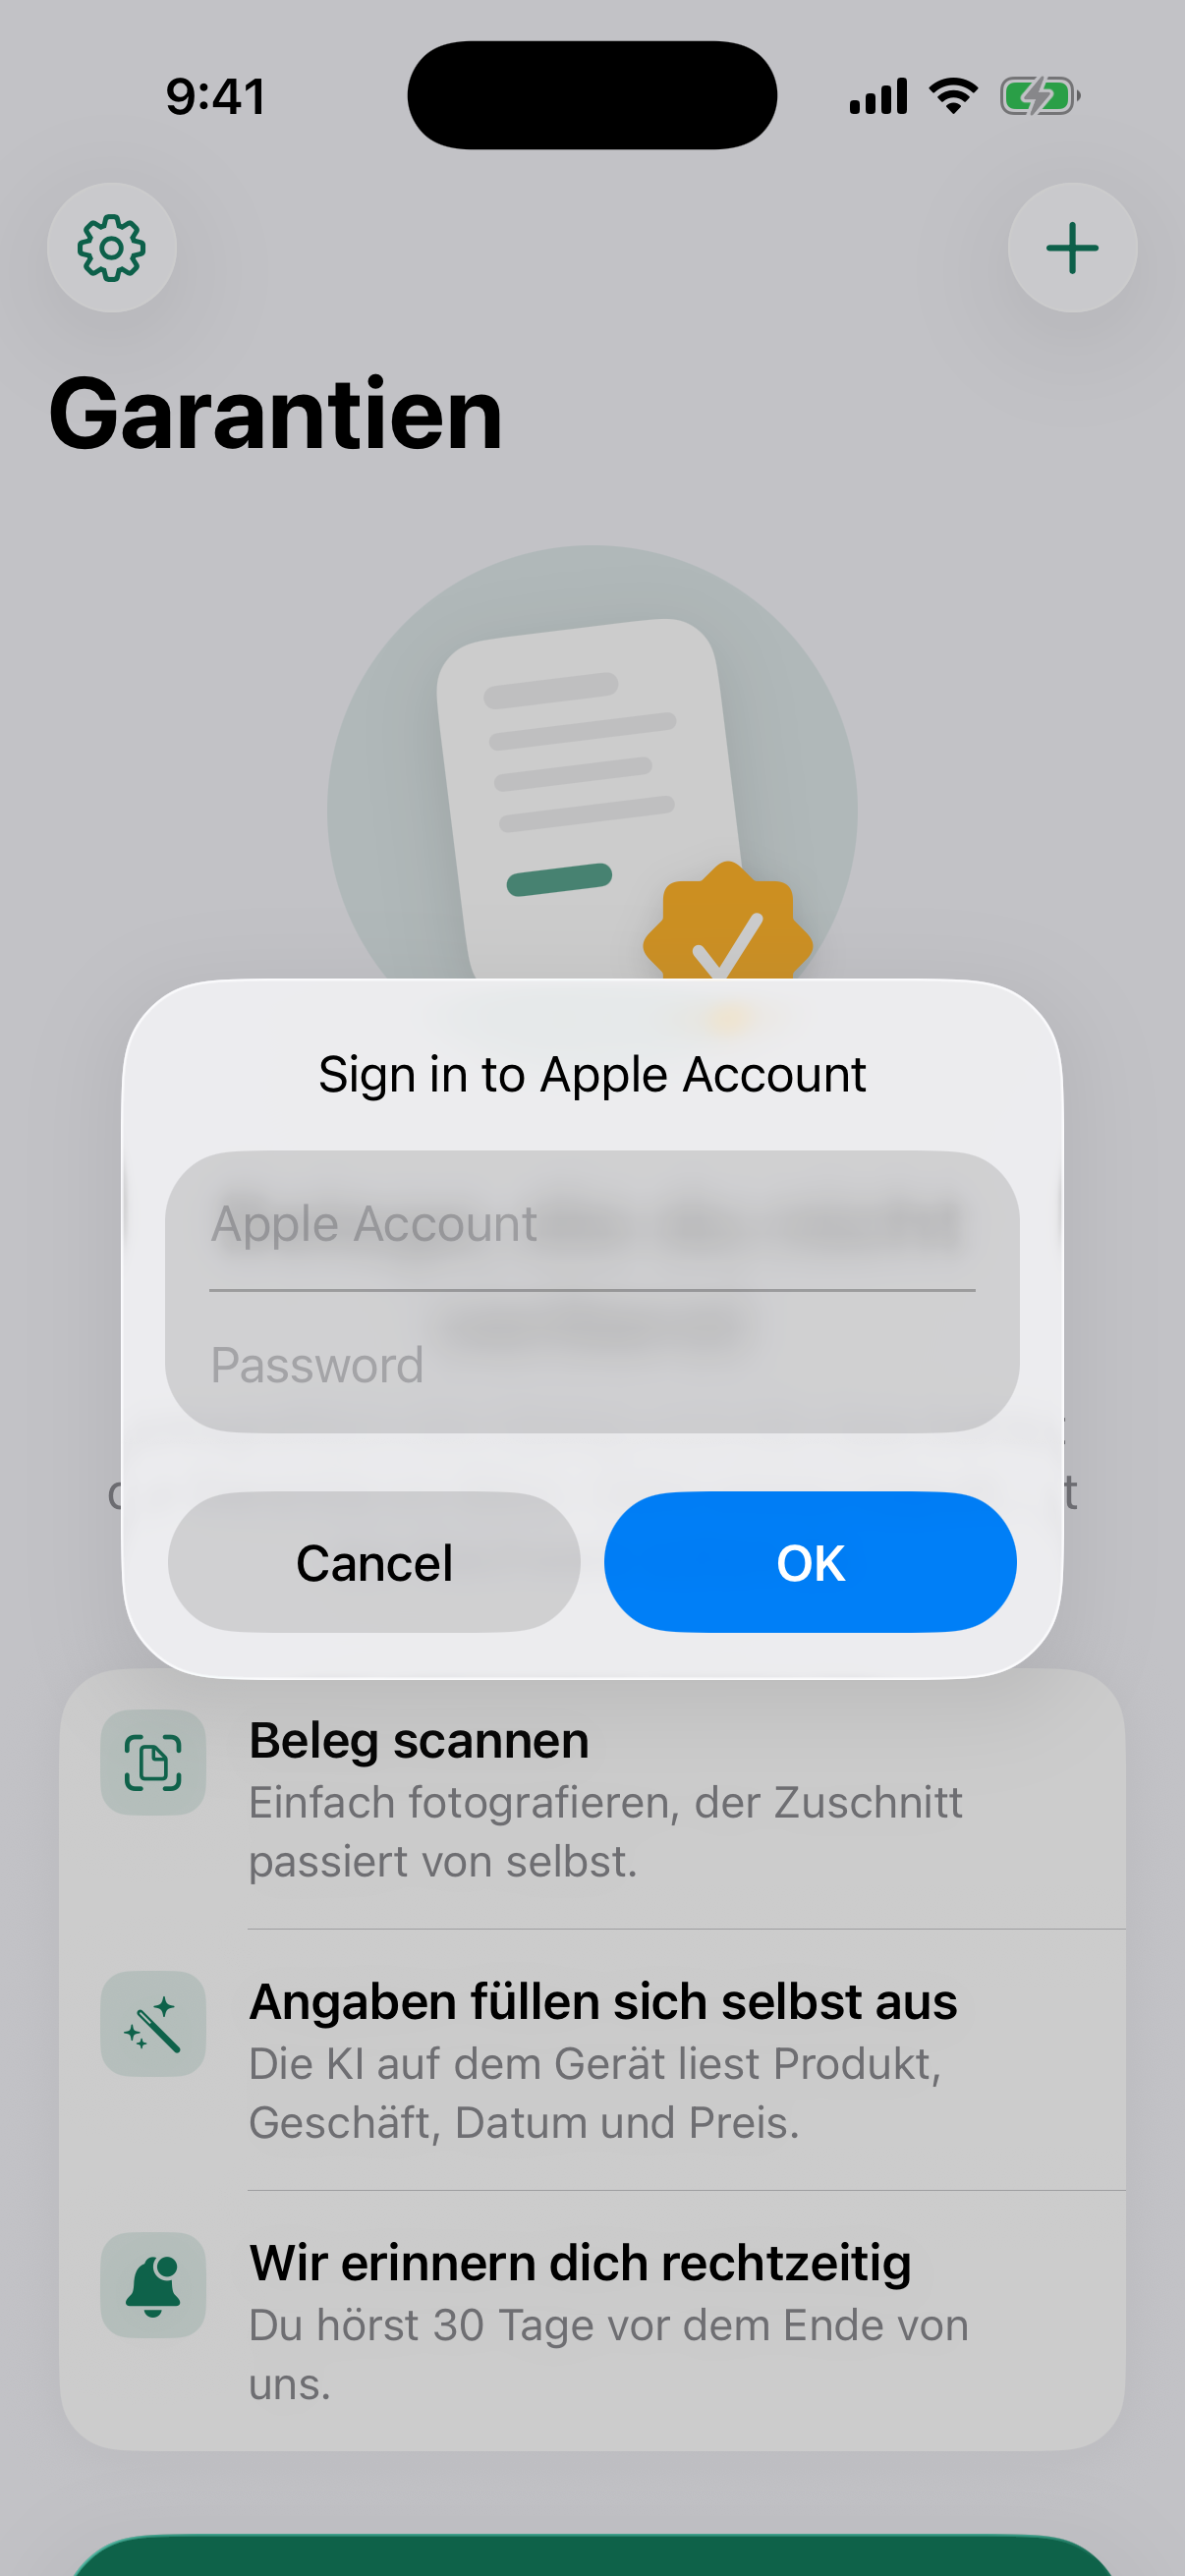 9:41
Garantien
Sign in to Apple Account
Apple Account
Password
Cancel
OK
Beleg scannen
Einfach fotografieren, der Zuschnitt
passiert von selbst.
Angaben füllen sich selbst aus
Die KI auf dem Gerät liest Produkt,
Geschäft, Datum und Preis.
Wir erinnern dich rechtzeitig
Du hörst 30 Tage vor dem Ende von
uns.